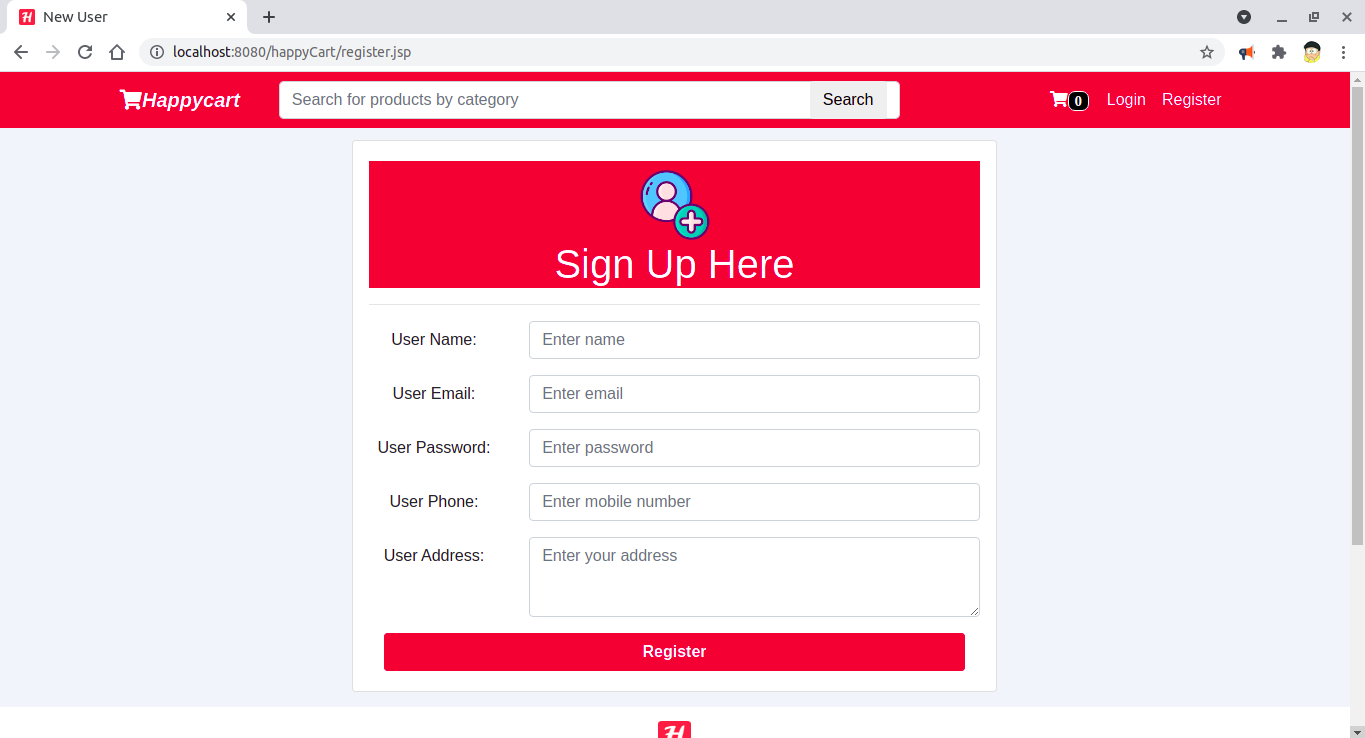 New User
localhost:8080/happyCart/register.jsp
Happycart
Search for products by category
Search
0
Login
Register
Sign Up Here
User Name:
Enter name
User Email:
Enter email
User Password:
Enter password
User Phone:
Enter mobile number
User Address:
Enter your address
Register
H